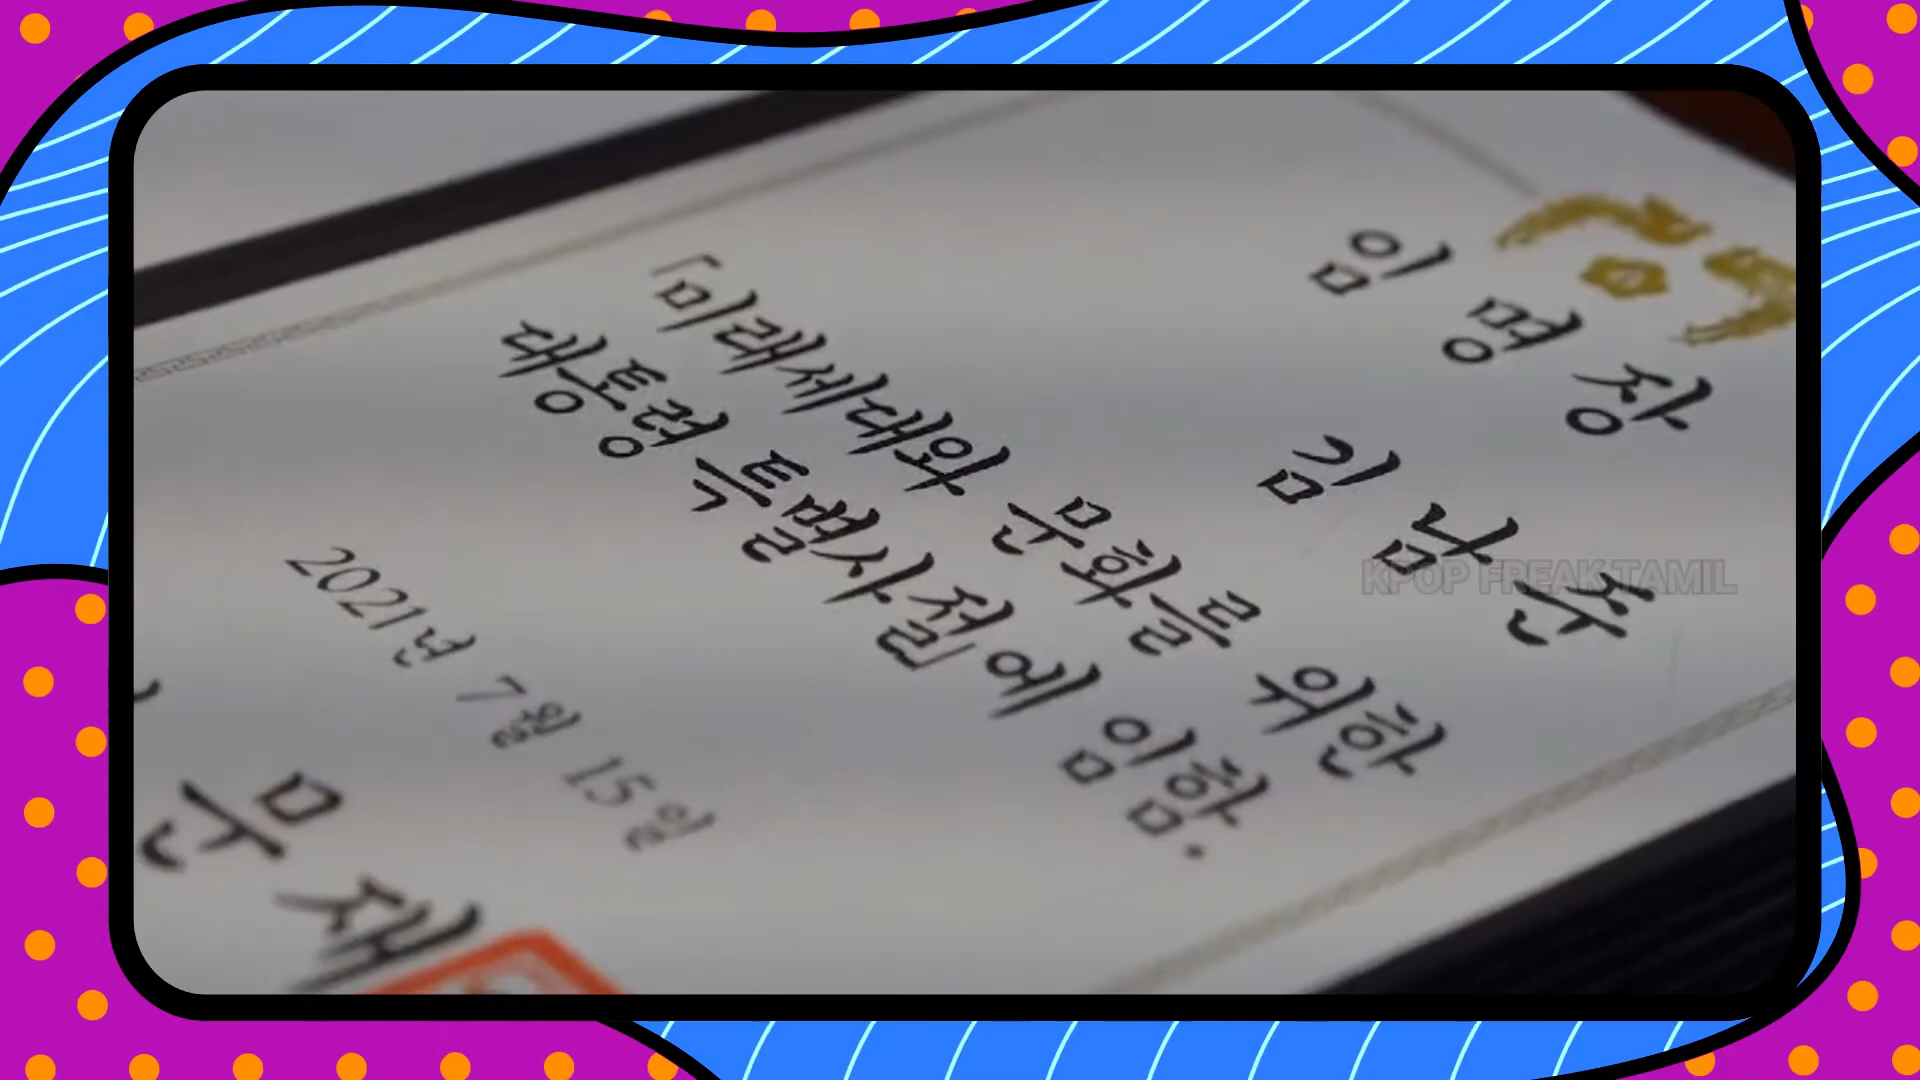 임 명 장
김 남 준
「미래세대와 문화를 위한
대통령 특별사절에 임함.
2021년 7월 15일
문 재
KPOP FREAK TAMIL